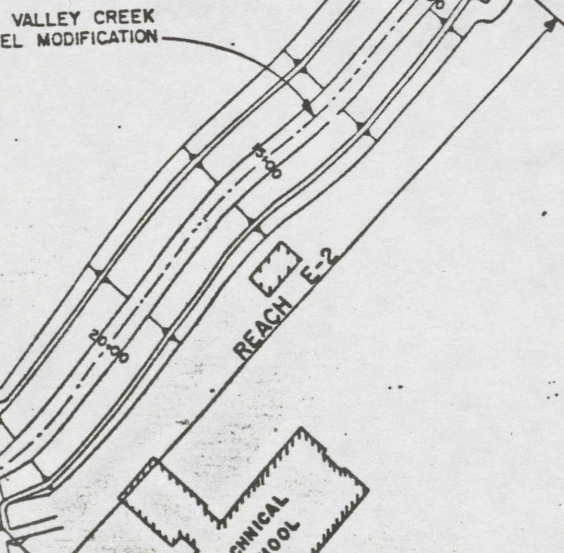 VALLEY CREEK
EL MODIFICATION
15+00
REACH E-2
20+00
CHNICAL
HOOL